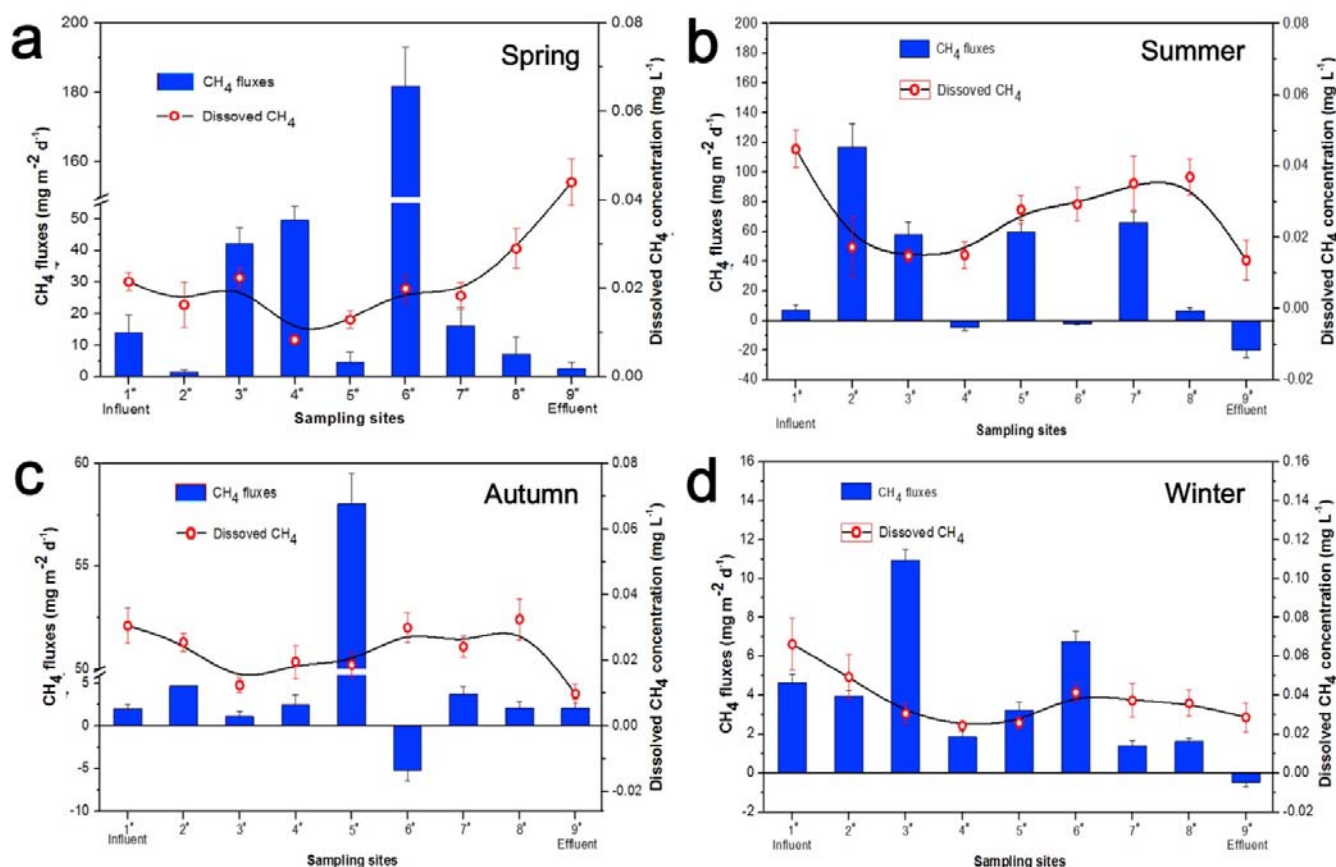 a
Spring
CH4 fluxes
Dissoved CH4
CH4 fluxes (mg m-2 d-1)
200
180
160
50
40
30
20
10
0
Dissolved CH4 concentration (mg L-1)
0.08
0.06
0.04
0.02
0.00
1* 2* 3* 4* 5* 6* 7* 8* 9*
Influent Effluent
Sampling sites
b
Summer
CH4 fluxes
Dissoved CH4
CH4 fluxes (mg m-2 d-1)
200
180
160
140
120
100
80
60
40
20
0
-20
-40
Dissolved CH4 concentration (mg L-1)
0.08
0.06
0.04
0.02
0.00
-0.02
1* 2* 3* 4* 5* 6* 7* 8* 9*
Influent Effluent
Sampling sites
c
Autumn
CH4 fluxes
Dissoved CH4
CH4 fluxes (mg m-2 d-1)
60
55
50
5
0
-5
-10
Dissolved CH4 concentration (mg L-1)
0.08
0.06
0.04
0.02
0.00
-0.02
1* 2* 3* 4* 5* 6* 7* 8* 9*
Influent Effluent
Sampling sites
d
Winter
CH4 fluxes
Dissoved CH4
CH4 fluxes (mg m-2 d-1)
16
14
12
10
8
6
4
2
0
-2
Dissolved CH4 concentration (mg L-1)
0.16
0.14
0.12
0.10
0.08
0.06
0.04
0.02
0.00
-0.02
1* 2* 3* 4* 5* 6* 7* 8* 9*
Influent Effluent
Sampling sites